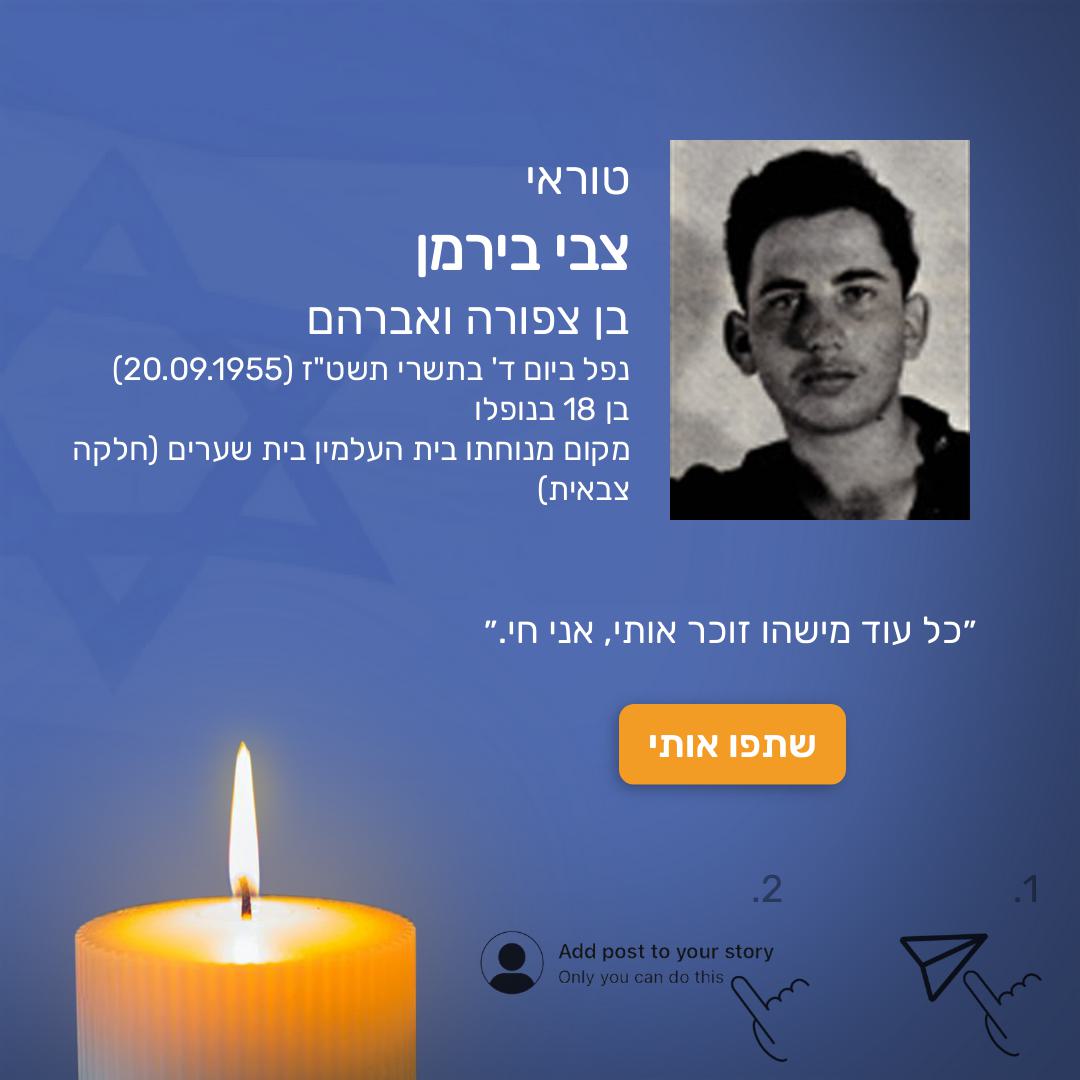 טוראי
צבי בירמן
בן צפורה ואברהם
נפל ביום ד' בתשרי תשט"ז (20.09.1955)
בן 18 בנופלו
מקום מנוחתו בית העלמין בית שערים (חלקה
צבאית)
״כל עוד מישהו זוכר אותי, אני חי.״
שתפו אותי
1.
2.
Add post to your story
Only you can do this